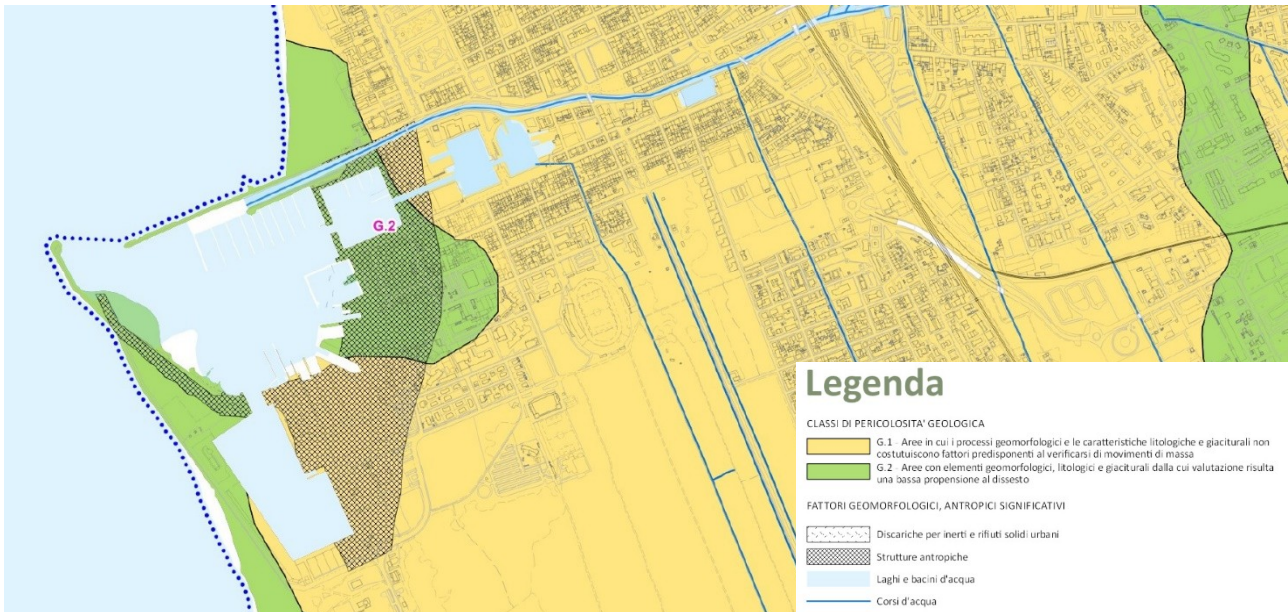 G.2
Legenda
CLASSI DI PERICOLOSITA' GEOLOGICA
G.1 - Aree in cui i processi geomorfologici e le caratteristiche litologiche e giaciturali non
costutuiscono fattori predisponenti al verificarsi di movimenti di massa
G.2 - Aree con elementi geomorfologici, litologici e giaciturali dalla cui valutazione risulta
una bassa propensione al dissesto
FATTORI GEOMORFOLOGICI, ANTROPICI SIGNIFICATIVI
Discariche per inerti e rifiuti solidi urbani
Strutture antropiche
Laghi e bacini d'acqua
Corsi d'acqua